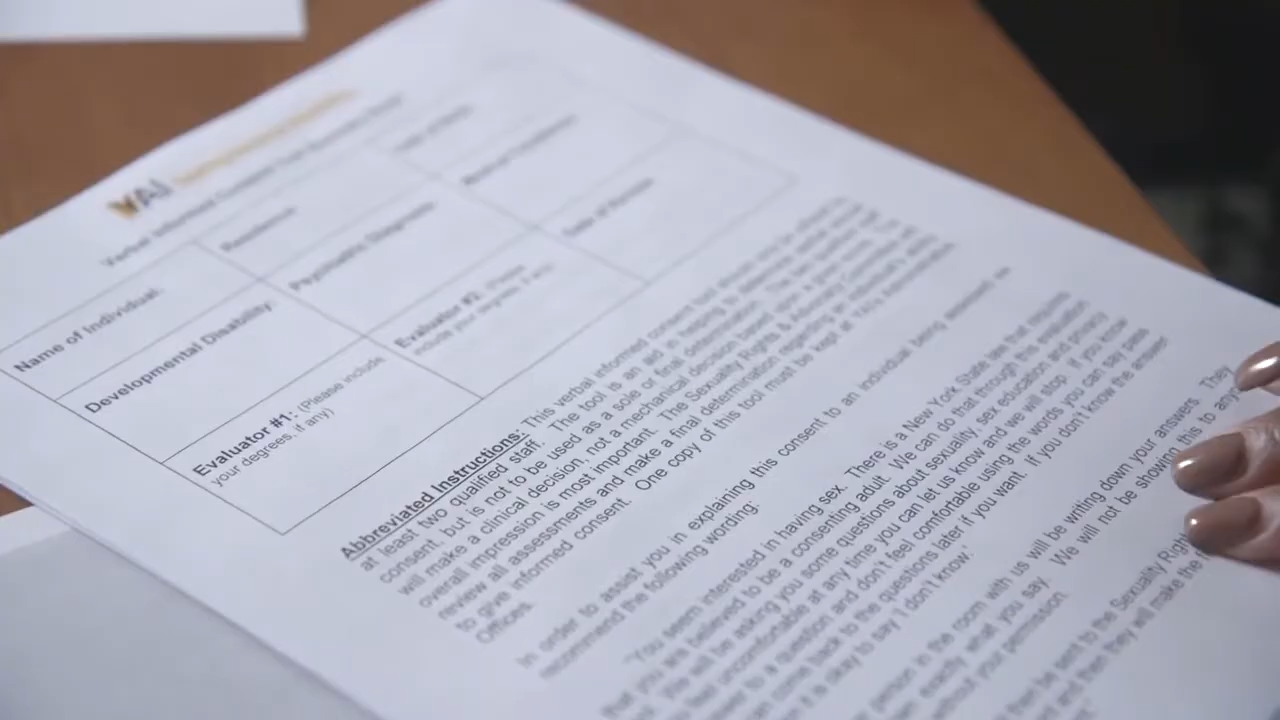 YAI
Verbal Informed Consent
Name of Individual:
Residence:
Developmental Disability:
Psychiatric Diagnosis:
Evaluator #1: (Please include
your degrees, if any)
Evaluator #2: (Please
include your degrees, if any)
Date of Review
Abbreviated Instructions: This verbal informed consent tool should
at least two qualified staff. The tool is an aid in helping to determine
consent, but is not to be used as a sole or final determination. The two
will make a clinical decision, not a mechanical decision based upon a given
overall impression is most important. The Sexuality Rights & Advocacy
review all assessments and make a final determination regarding an individual's ability
to give informed consent. One copy of this tool must be kept at YAI's
Offices.
In order to assist you in explaining this consent to an individual being assessed we
recommend the following wording:
"You seem interested in having sex. There is a New York State law that requires
that you are believed to be a consenting adult. We can do that through this evaluation
We will be asking you some questions about sexuality, sex education and privacy
feel uncomfortable at any time you can let us know and we will stop. If you know
answer to a question and don't feel comfortable using the words you can say pass
can come back to the questions later if you want. If you don't know the answer
it is okay to say 'I don't know.'
person in the room with us will be writing down your answers. They
exactly what you say. We will not be showing this to any
without your permission.
then be sent to the Sexuality Rights
and then they will make the